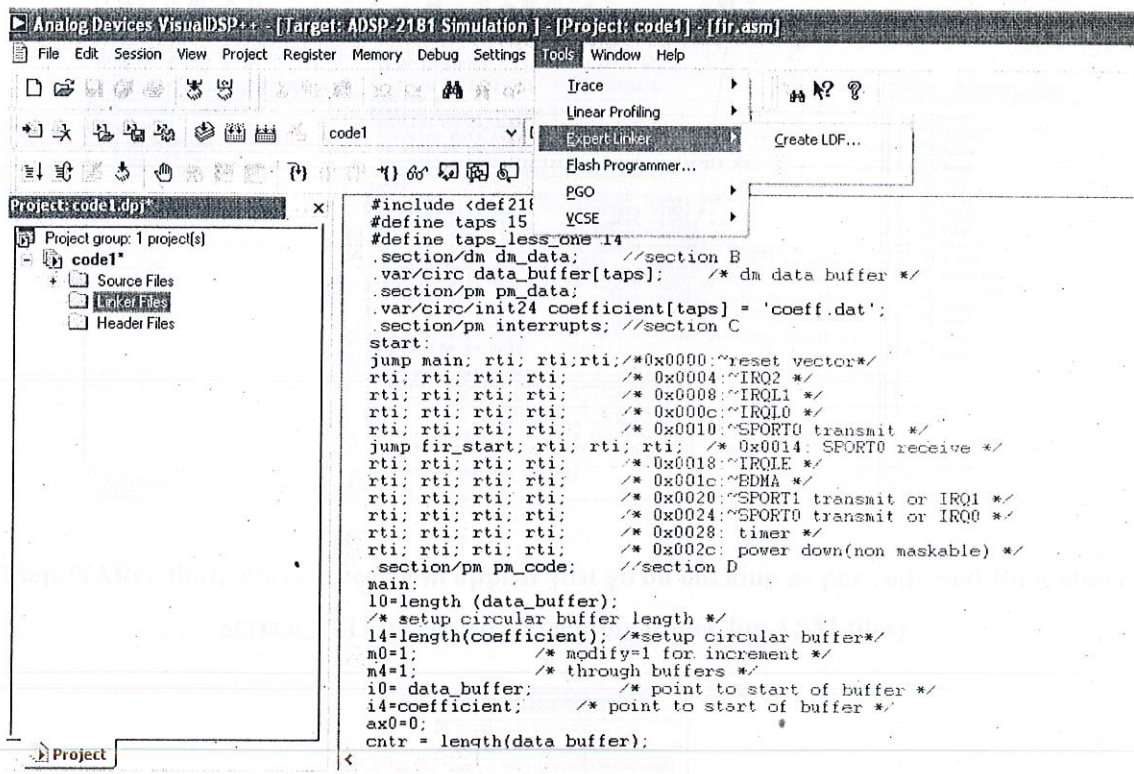 Analog Devices VisualDSP++ - [Target: ADSP-2181 Simulation ] - [Project: code1] - [fir.asm]
File Edit Session View Project Register Memory Debug Settings Tools Window Help
Trace
Linear Profiling
code1
Expert Linker
Create LDF...
Flash Programmer...
PGO
VCSE
Project: code1.dpj*
Project group: 1 project(s)
code1*
Source Files
Linker Files
Header Files
#include <def218
#define taps 15
#define taps_less_one 14
.section/dm dm_data; //section B
.var/circ data_buffer[taps]; /* dm data buffer */
.section/pm pm_data;
.var/circ/init24 coefficient[taps] = 'coeff.dat';
.section/pm interrupts; //section C
start:
jump main; rti; rti;rti;/*0x0000:~reset vector*/
rti; rti; rti; rti; /* 0x0004:~IRQ2 */
rti; rti; rti; rti; /* 0x0008:~IRQL1 */
rti; rti; rti; rti; /* 0x000c:~IRQL0 */
rti; rti; rti; rti; /* 0x0010:~SPORT0 transmit */
jump fir_start; rti; rti; rti; /* 0x0014: SPORT0 receive */
rti; rti; rti; rti; /* 0x0018:~IRQLE */
rti; rti; rti; rti; /* 0x001c:~BDMA */
rti; rti; rti; rti; /* 0x0020:~SPORT1 transmit or IRQ1 */
rti; rti; rti; rti; /* 0x0024:~SPORT0 transmit or IRQ0 */
rti; rti; rti; rti; /* 0x0028: timer */
rti; rti; rti; rti; /* 0x002c: power down(non maskable) */
.section/pm pm_code; //section D
main:
l0=length (data_buffer);
/* setup circular buffer length */
l4=length(coefficient); /*setup circular buffer*/
m0=1; /* modify=1 for increment */
m4=1; /* through buffers */
i0= data_buffer; /* point to start of buffer */
i4=coefficient; /* point to start of buffer */
ax0=0;
cntr = length(data_buffer);
Project